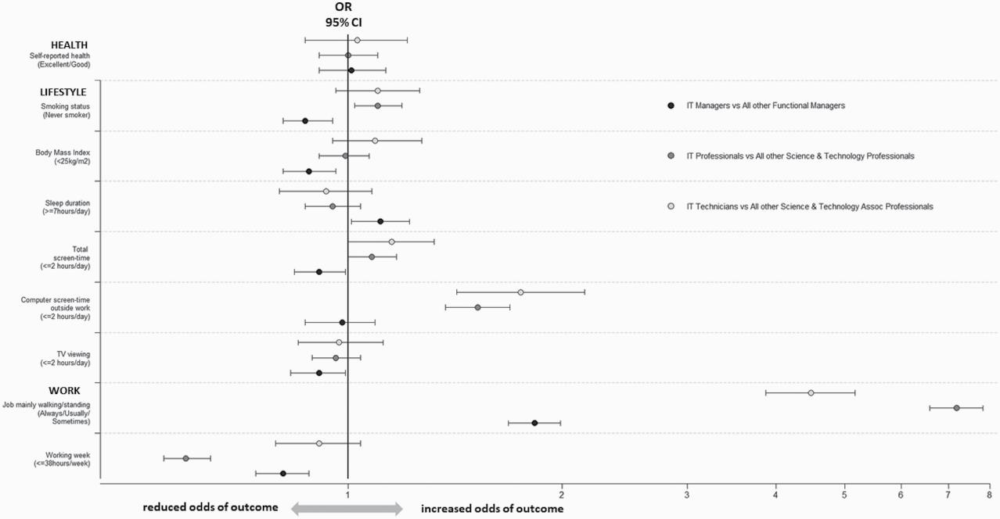 OR
95% CI
HEALTH
Self-reported health
(Excellent/Good)
LIFESTYLE
Smoking status
(Never smoker)
IT Managers vs All other Functional Managers
Body Mass Index
(<25kg/m2)
IT Professionals vs All other Science & Technology Professionals
Sleep duration
(>=7hours/day)
IT Technicians vs All other Science & Technology Assoc Professionals
Total
screen-time
(<=2 hours/day)
Computer screen-time
outside work
(<=2 hours/day)
TV viewing
(<=2 hours/day)
WORK
Job mainly walking/standing
(Always/Usually/
Sometimes)
Working week
(<=38hours/week)
1 2 3 4 5 6 7 8
reduced odds of outcome increased odds of outcome